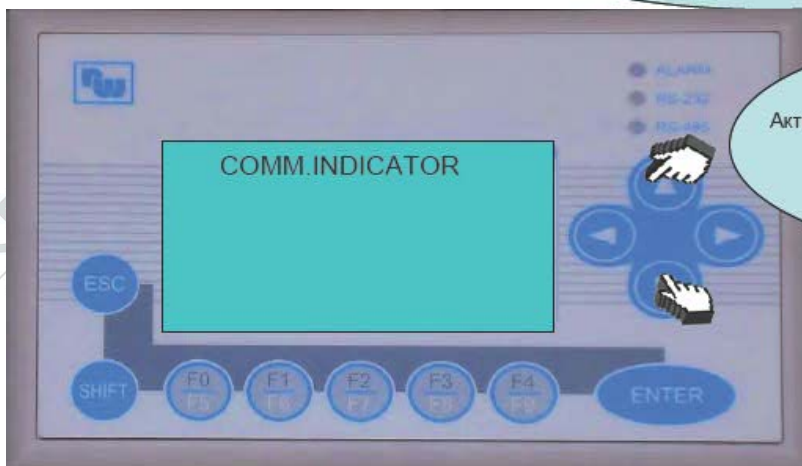 ALARM
RS-232
RS-485
Акт
COMM.INDICATOR
ESC
SHIFT
F0
F5
F1
F6
F2
F7
F3
F8
F4
F9
ENTER